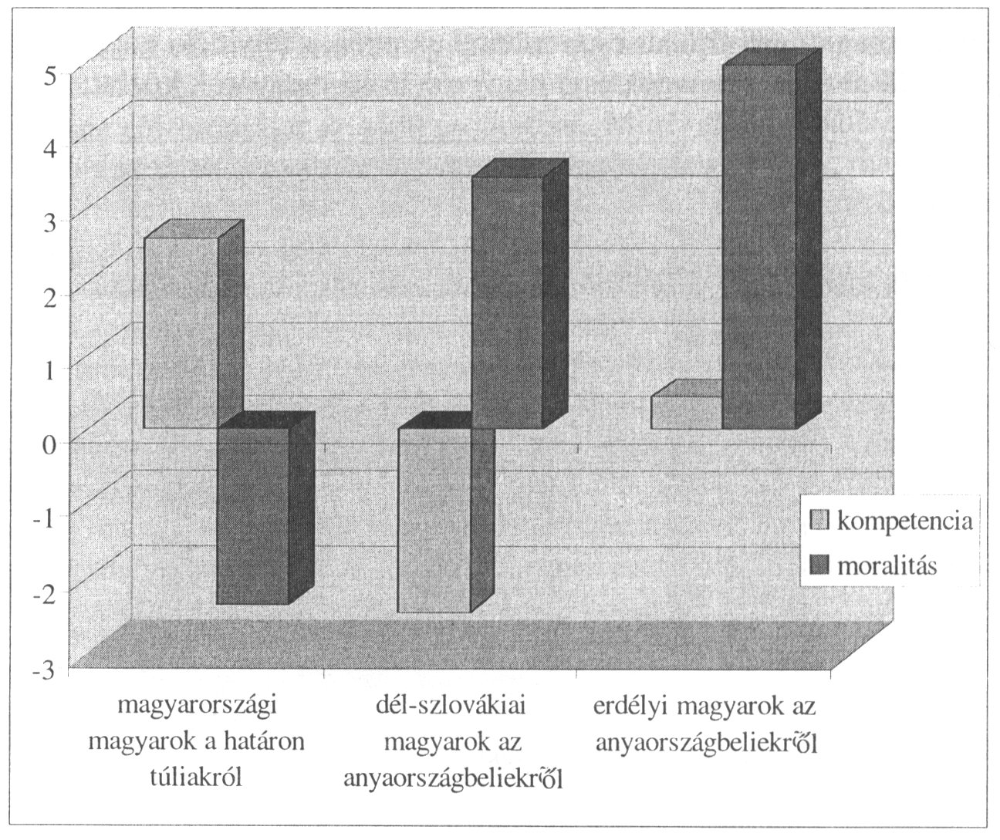 5
4
3
2
1
0
-1
-2
-3
kompetencia
moralitás
magyarországi
magyarok a határon
túliakról
dél-szlovákiai
magyarok az
anyaországbeliekről
erdélyi magyarok az
anyaországbeliekről